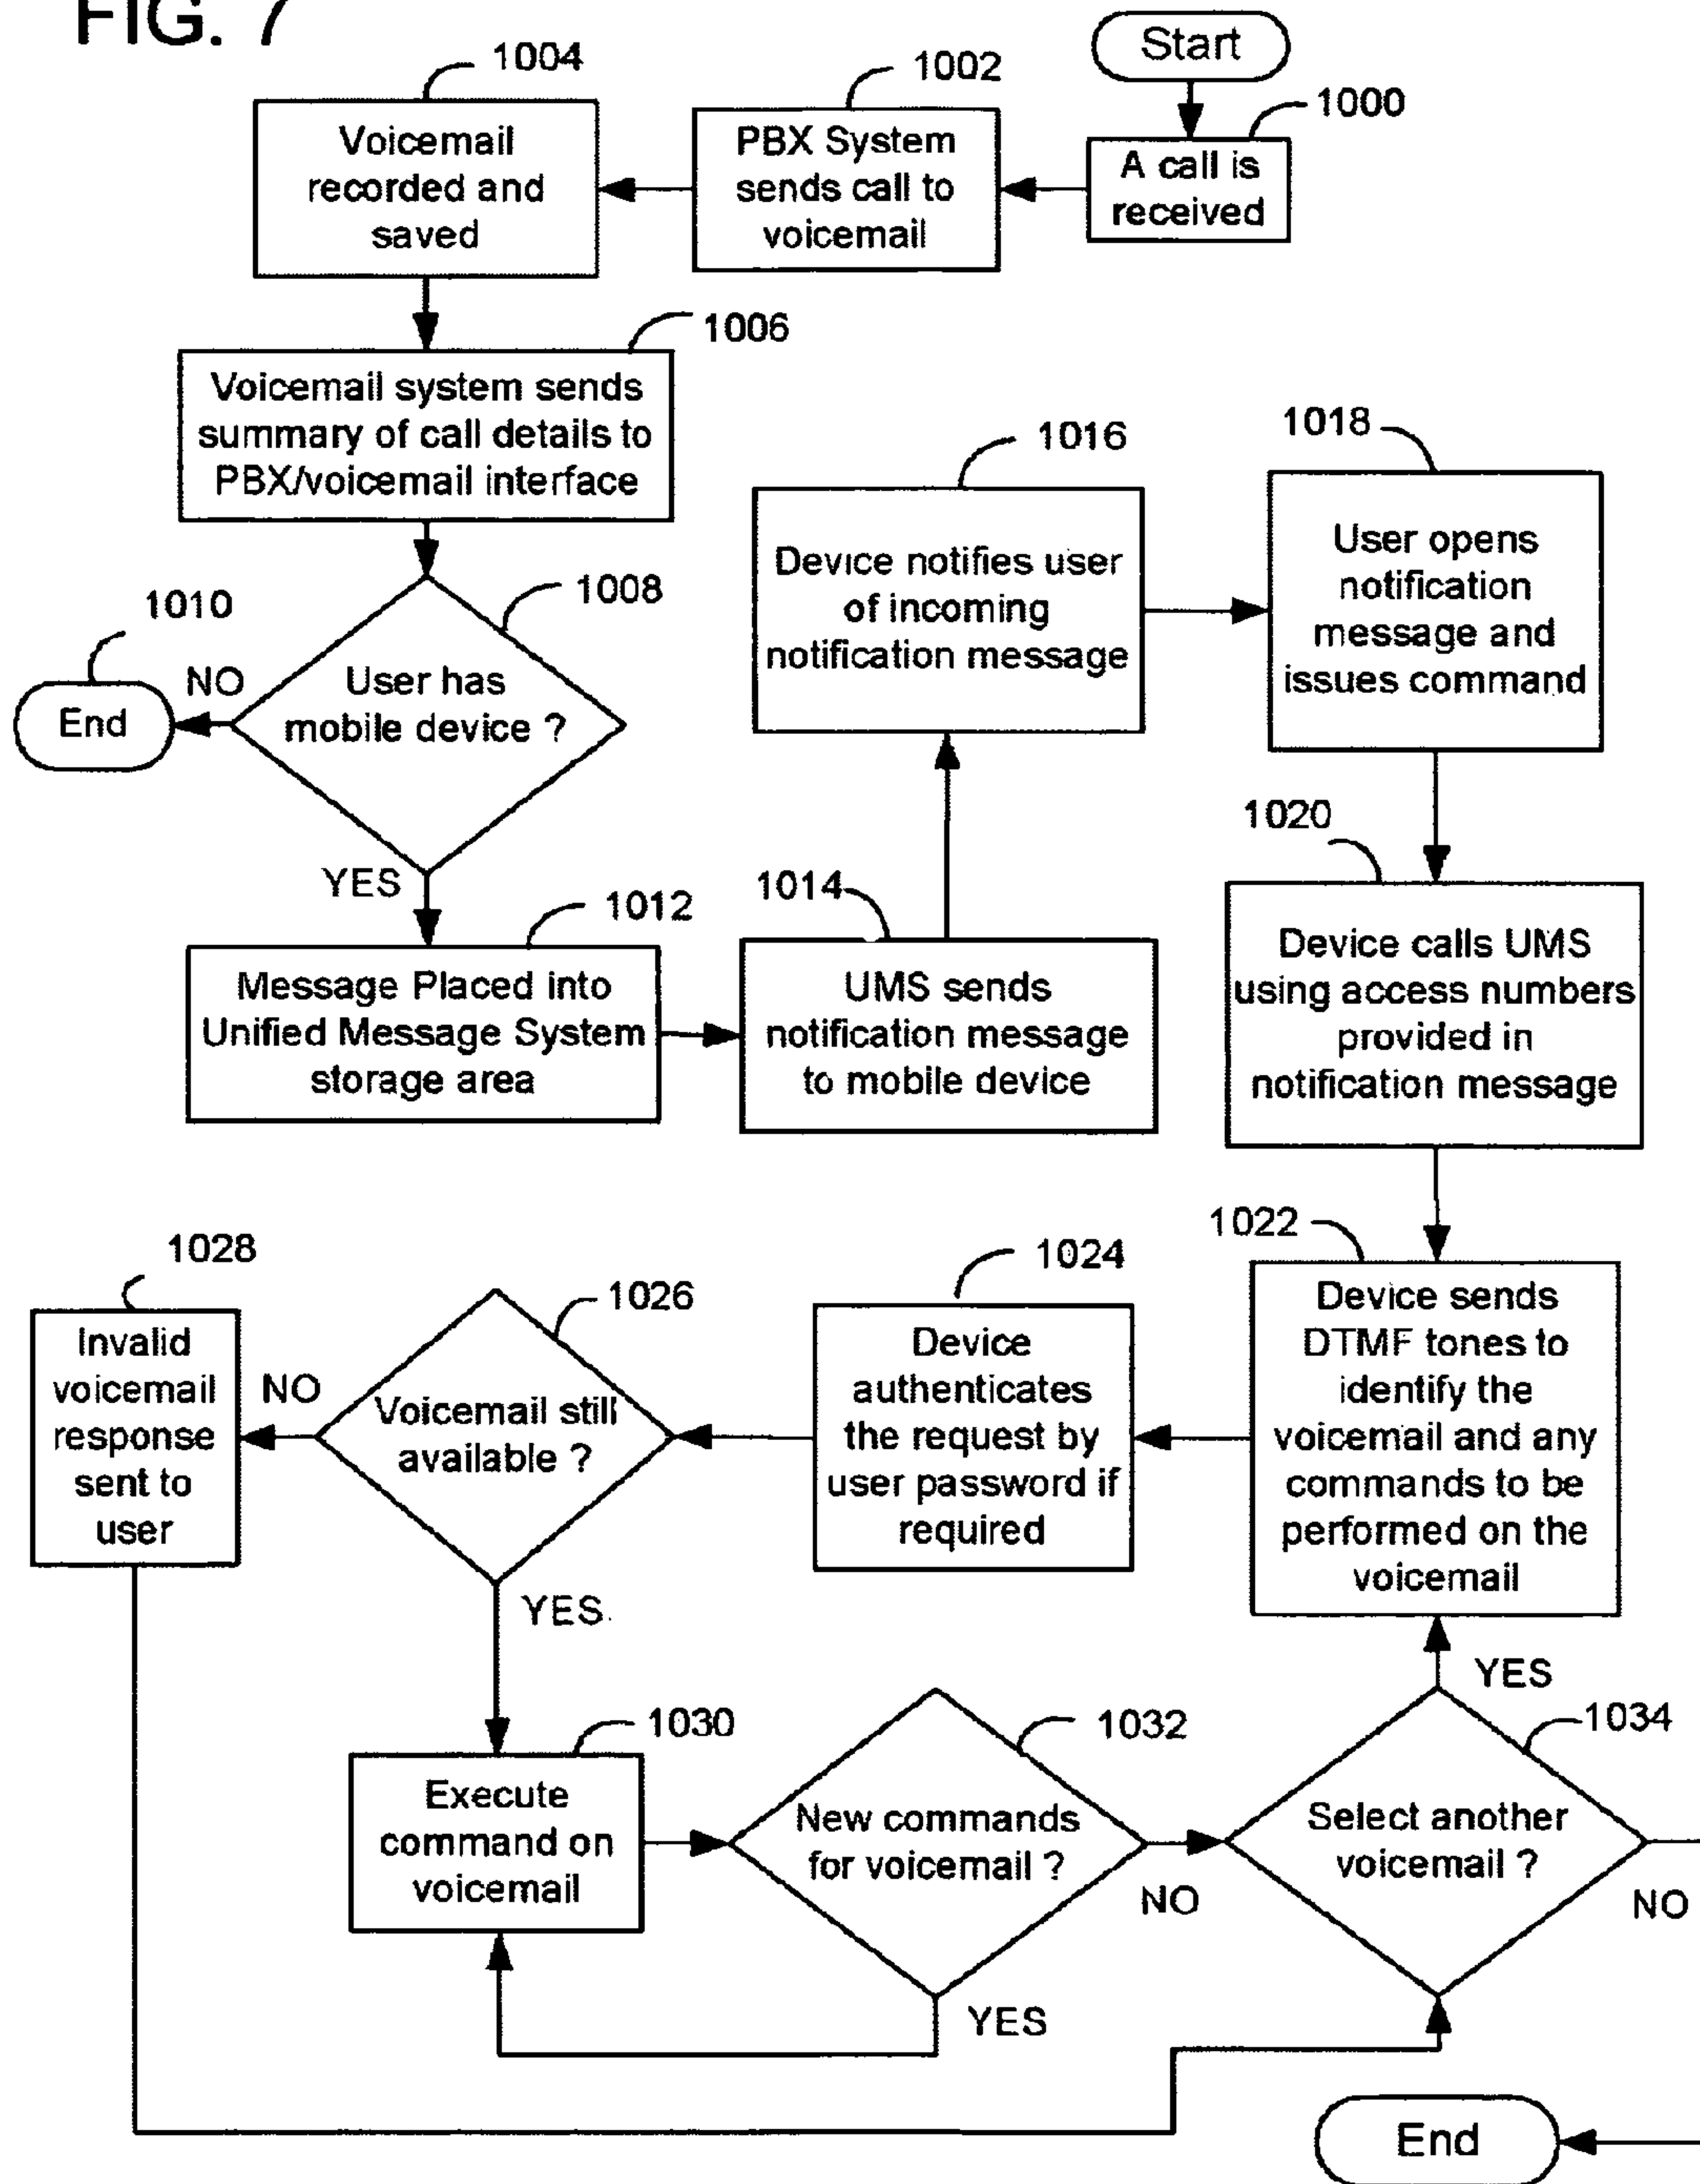 FIG. 7
Start
1000
A call is
received
1002
PBX System
sends call to
voicemail
1004
Voicemail
recorded and
saved
1006
Voicemail system sends
summary of call details to
PBX/voicemail interface
1008
User has
mobile device ?
NO
1010
End
YES
1012
Message Placed into
Unified Message System
storage area
1014
UMS sends
notification message
to mobile device
1016
Device notifies user
of incoming
notification message
1018
User opens
notification
message and
issues command
1020
Device calls UMS
using access numbers
provided in
notification message
1022
Device sends
DTMF tones to
identify the
voicemail and any
commands to be
performed on the
voicemail
1024
Device
authenticates
the request by
user password if
required
1026
Voicemail still
available ?
NO
1028
Invalid
voicemail
response
sent to
user
YES.
1030
Execute
command on
voicemail
1032
New commands
for voicemail ?
YES
NO
1034
Select another
voicemail ?
YES
NO
End